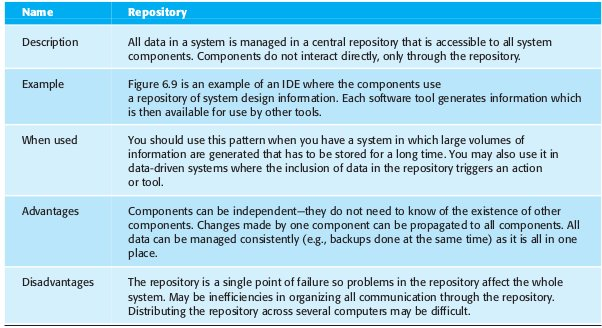 Name Repository
Description All data in a system is managed in a central repository that is accessible to all system
components. Components do not interact directly, only through the repository.
Example Figure 6.9 is an example of an IDE where the components use
a repository of system design information. Each software tool generates information which
is then available for use by other tools.
When used You should use this pattern when you have a system in which large volumes of
information are generated that has to be stored for a long time. You may also use it in
data-driven systems where the inclusion of data in the repository triggers an action
or tool.
Advantages Components can be independent—they do not need to know of the existence of other
components. Changes made by one component can be propagated to all components. All
data can be managed consistently (e.g., backups done at the same time) as it is all in one
place.
Disadvantages The repository is a single point of failure so problems in the repository affect the whole
system. May be inefficiencies in organizing all communication through the repository.
Distributing the repository across several computers may be difficult.